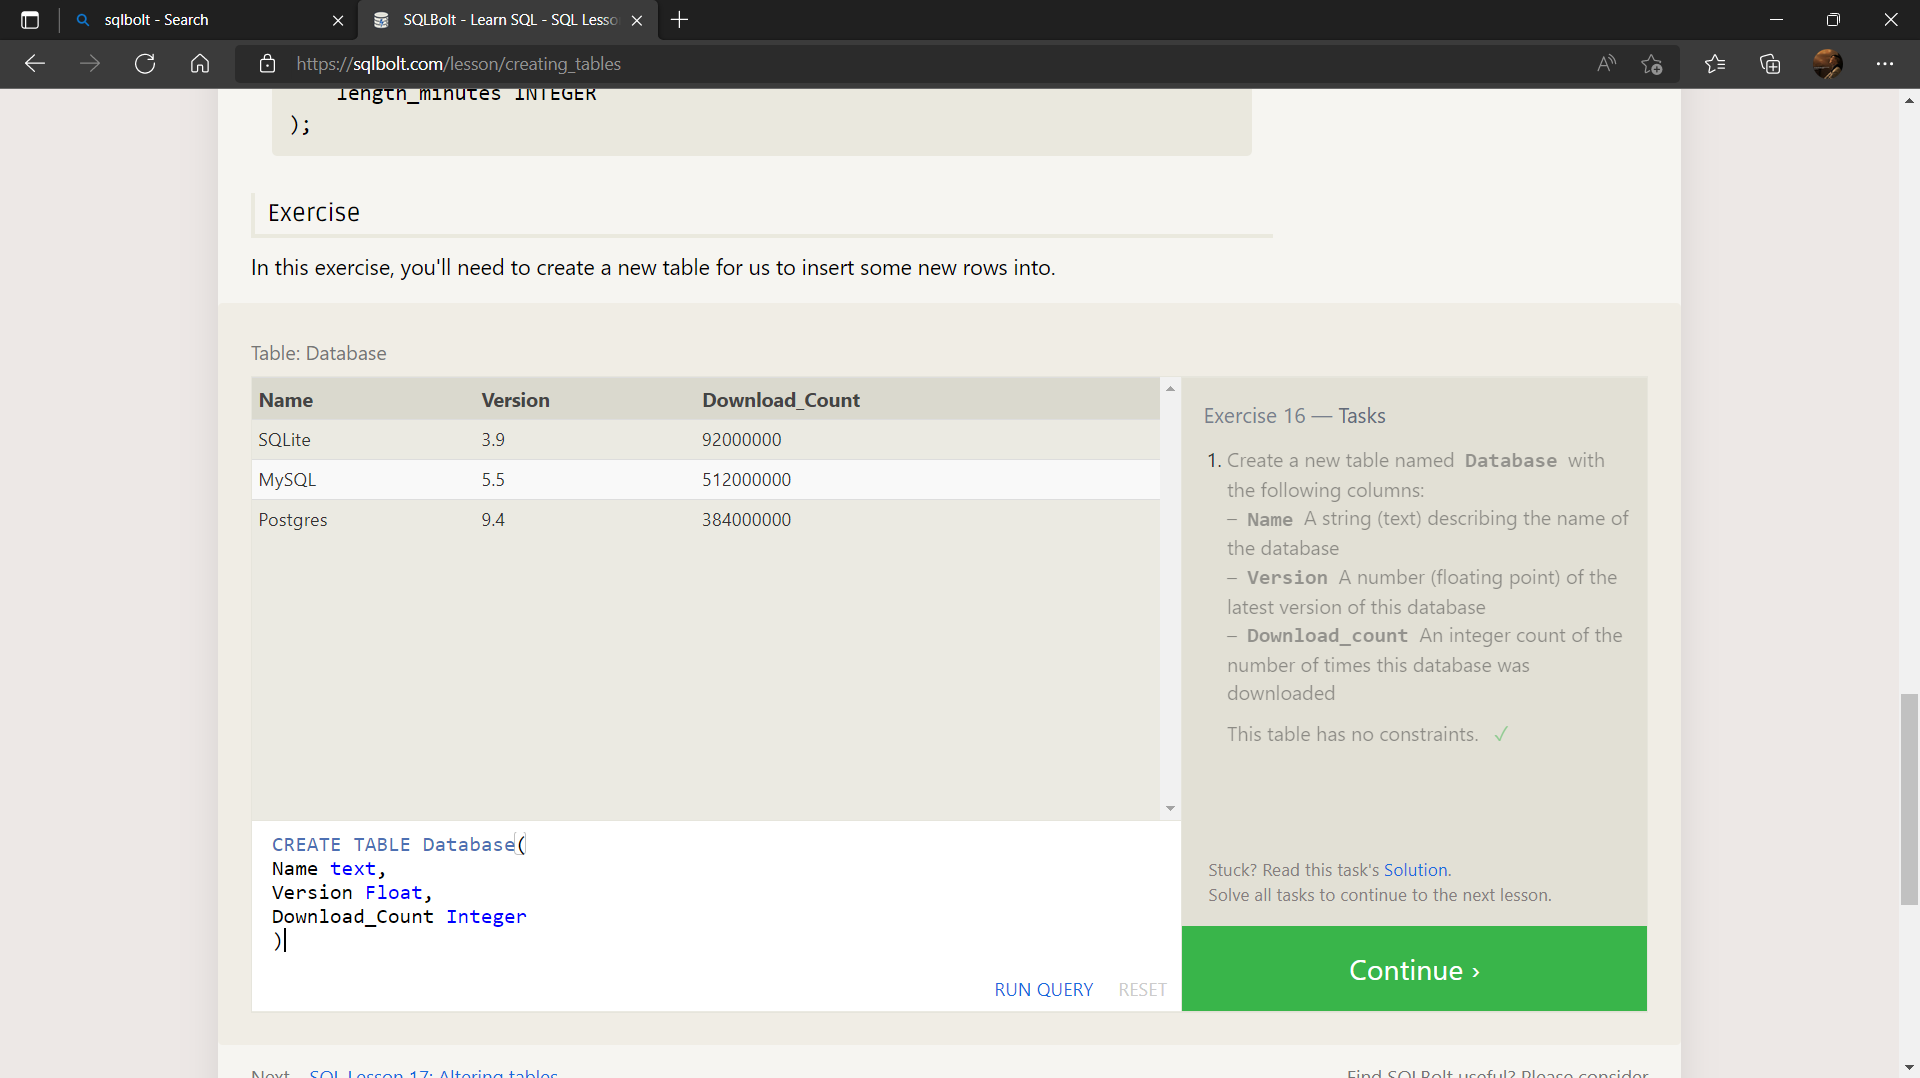 sqlbolt - Search
SQLBolt - Learn SQL - SQL Lesso
https://sqlbolt.com/lesson/creating_tables
length_minutes INTEGER
);
Exercise
In this exercise, you'll need to create a new table for us to insert some new rows into.
Table: Database
Name Version Download_Count
SQLite 3.9 92000000
MySQL 5.5 512000000
Postgres 9.4 384000000
Exercise 16 — Tasks
1. Create a new table named Database with
the following columns:
– Name A string (text) describing the name of
the database
– Version A number (floating point) of the
latest version of this database
– Download_count An integer count of the
number of times this database was
downloaded
This table has no constraints. ✓
CREATE TABLE Database(
Name text,
Version Float,
Download_Count Integer
)
RUN QUERY RESET
Stuck? Read this task's Solution.
Solve all tasks to continue to the next lesson.
Continue ›
Next – SQL Lesson 17: Altering tables
Find SQLBolt useful? Please consider